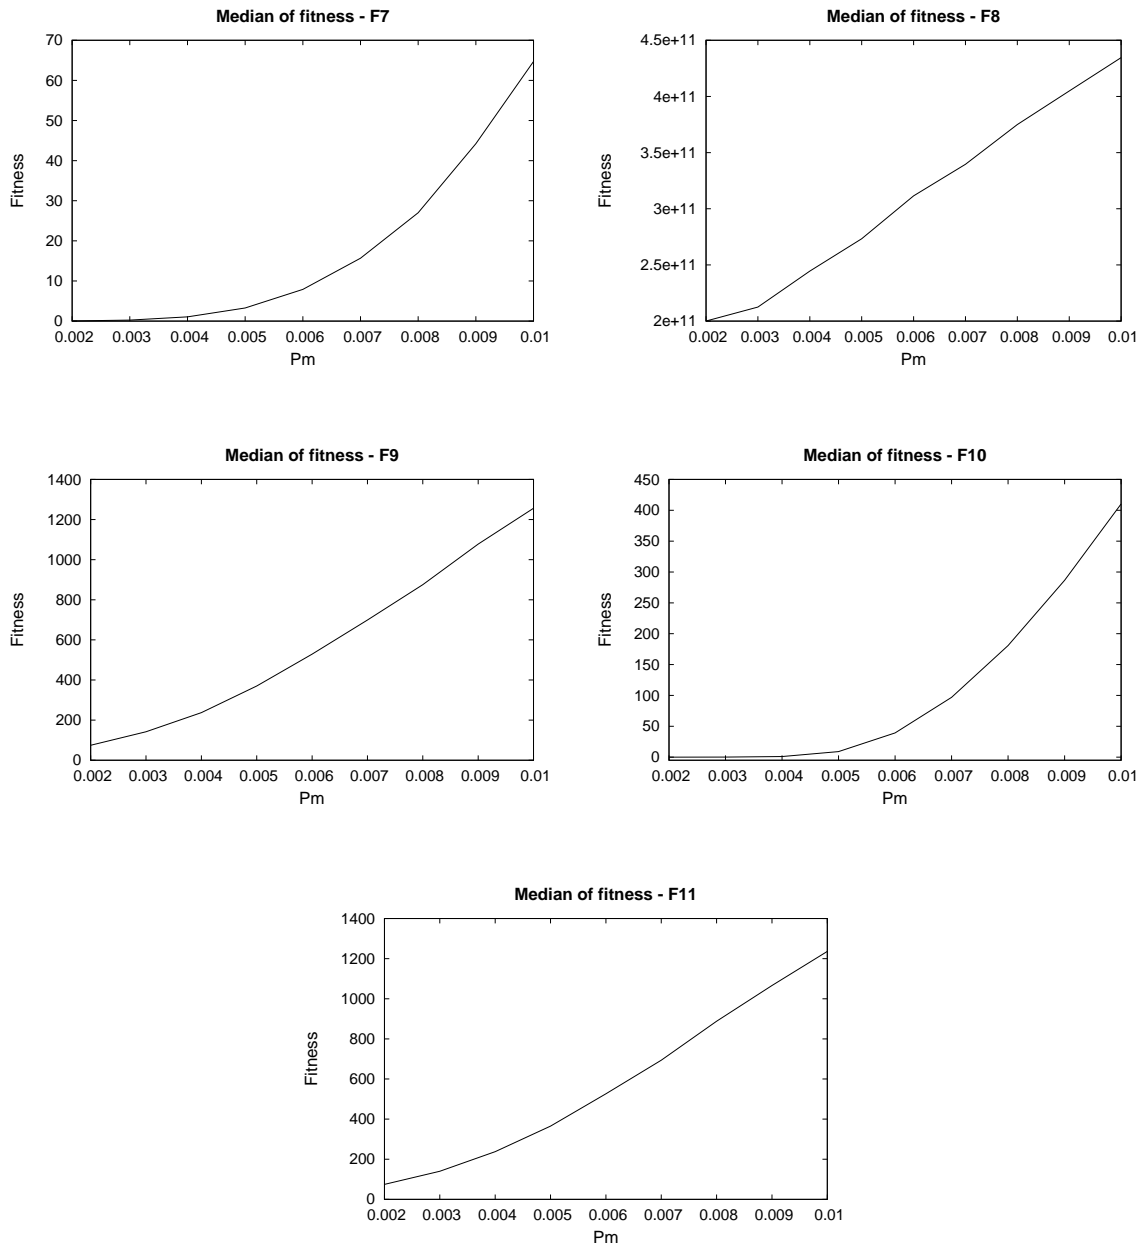 Median of fitness - F7
70
60
50
40
30
20
10
0
0.002 0.003 0.004 0.005 0.006 0.007 0.008 0.009 0.01
Pm
Fitness
Median of fitness - F8
4.5e+11
4e+11
3.5e+11
3e+11
2.5e+11
2e+11
0.002 0.003 0.004 0.005 0.006 0.007 0.008 0.009 0.01
Pm
Fitness
Median of fitness - F9
1400
1200
1000
800
600
400
200
0
0.002 0.003 0.004 0.005 0.006 0.007 0.008 0.009 0.01
Pm
Fitness
Median of fitness - F10
450
400
350
300
250
200
150
100
50
0
0.002 0.003 0.004 0.005 0.006 0.007 0.008 0.009 0.01
Pm
Fitness
Median of fitness - F11
1400
1200
1000
800
600
400
200
0
0.002 0.003 0.004 0.005 0.006 0.007 0.008 0.009 0.01
Pm
Fitness